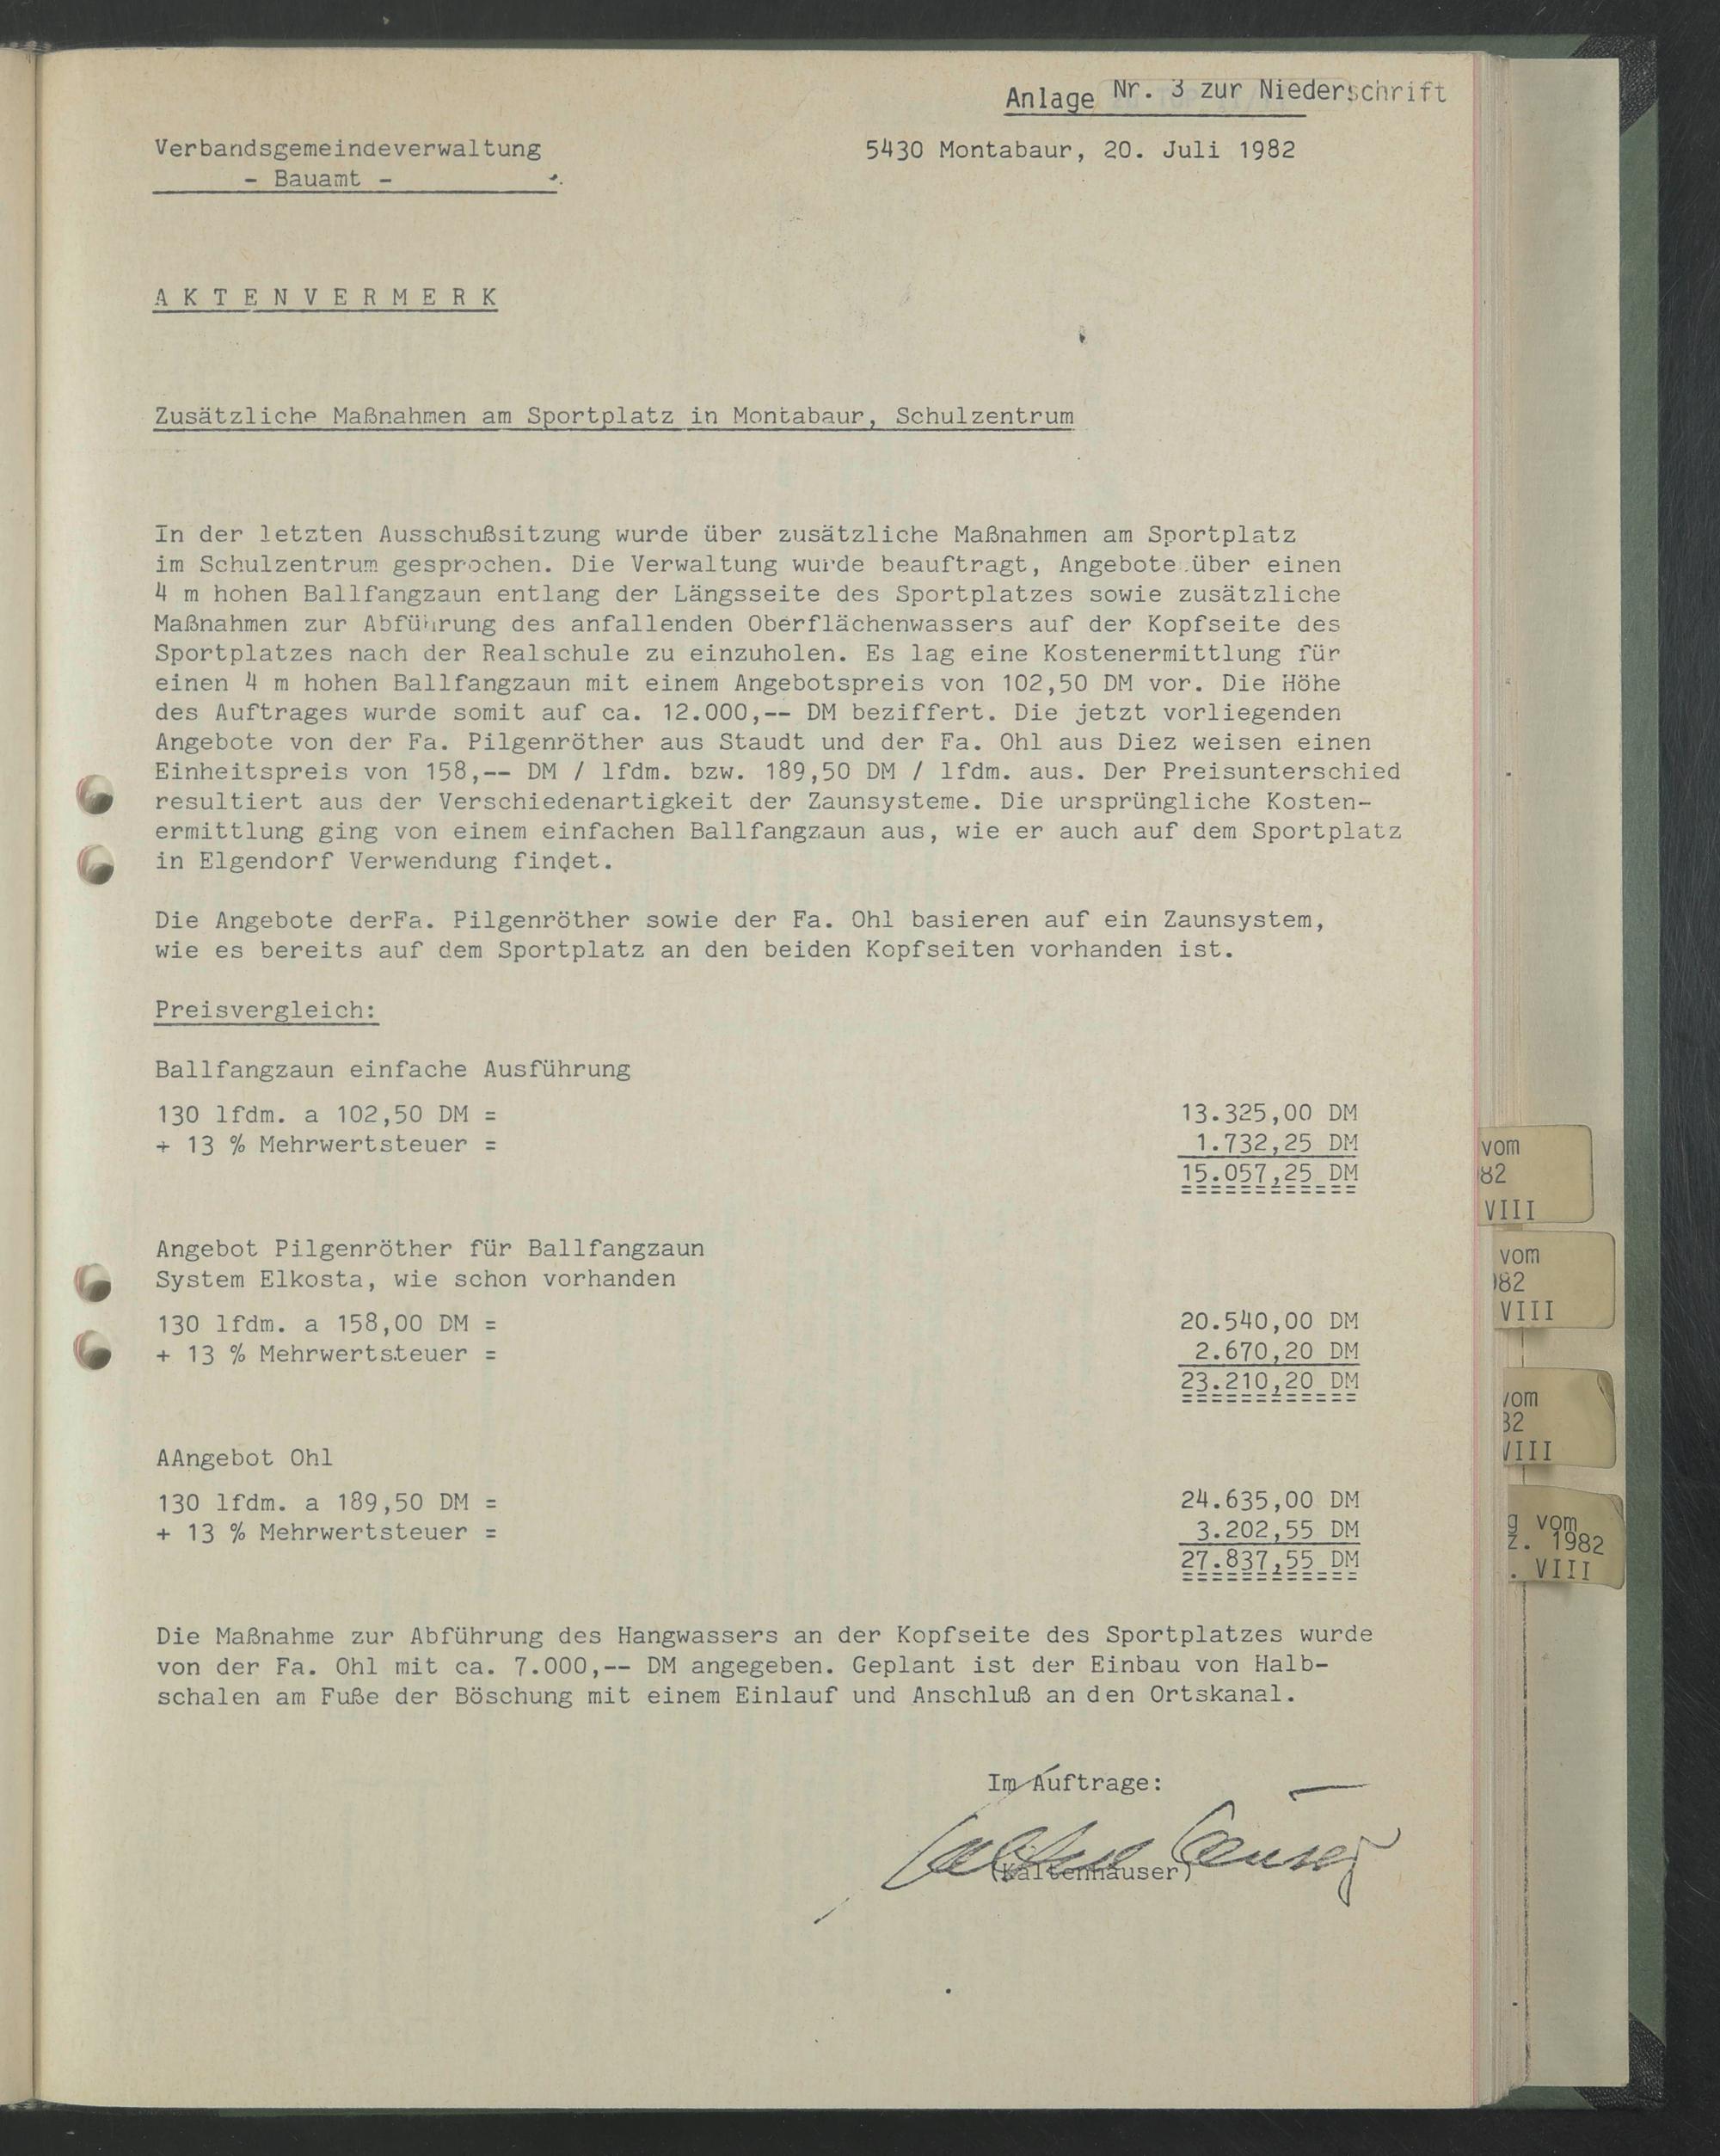 Anlage Nr. 3 zur Niederschrift
Verbandsgemeindeverwaltung
- Bauamt -
5430 Montabaur, 20. Juli 1982
A K T E N V E R M E R K
Zusätzliche Maßnahmen am Sportplatz in Montabaur, Schulzentrum
In der letzten Ausschußsitzung wurde über zusätzliche Maßnahmen am Sportplatz
im Schulzentrum gesprochen. Die Verwaltung wurde beauftragt, Angebote über einen
4 m hohen Ballfangzaun entlang der Längsseite des Sportplatzes sowie zusätzliche
Maßnahmen zur Abführung des anfallenden Oberflächenwassers auf der Kopfseite des
Sportplatzes nach der Realschule zu einzuholen. Es lag eine Kostenermittlung für
einen 4 m hohen Ballfangzaun mit einem Angebotspreis von 102,50 DM vor. Die Höhe
des Auftrages wurde somit auf ca. 12.000,-- DM beziffert. Die jetzt vorliegenden
Angebote von der Fa. Pilgenröther aus Staudt und der Fa. Ohl aus Diez weisen einen
Einheitspreis von 158,-- DM / lfdm. bzw. 189,50 DM / lfdm. aus. Der Preisunterschied
resultiert aus der Verschiedenartigkeit der Zaunsysteme. Die ursprüngliche Kosten-
ermittlung ging von einem einfachen Ballfangzaun aus, wie er auch auf dem Sportplatz
in Elgendorf Verwendung findet.
Die Angebote derFa. Pilgenröther sowie der Fa. Ohl basieren auf ein Zaunsystem,
wie es bereits auf dem Sportplatz an den beiden Kopfseiten vorhanden ist.
Preisvergleich:
Ballfangzaun einfache Ausführung
130 lfdm. a 102,50 DM = 13.325,00 DM
+ 13 % Mehrwertsteuer = 1.732,25 DM
15.057,25 DM
============
Angebot Pilgenröther für Ballfangzaun
System Elkosta, wie schon vorhanden
130 lfdm. a 158,00 DM = 20.540,00 DM
+ 13 % Mehrwertsteuer = 2.670,20 DM
23.210,20 DM
============
AAngebot Ohl
130 lfdm. a 189,50 DM = 24.635,00 DM
+ 13 % Mehrwertsteuer = 3.202,55 DM
27.837,55 DM
============
Die Maßnahme zur Abführung des Hangwassers an der Kopfseite des Sportplatzes wurde
von der Fa. Ohl mit ca. 7.000,-- DM angegeben. Geplant ist der Einbau von Halb-
schalen am Fuße der Böschung mit einem Einlauf und Anschluß an den Ortskanal.
Im Auftrage:
Kaltenhäuser
(Kaltenhäuser)
vom
82
VIII
vom
982
VIII
vom
82
VIII
g vom
z. 1982
. VIII